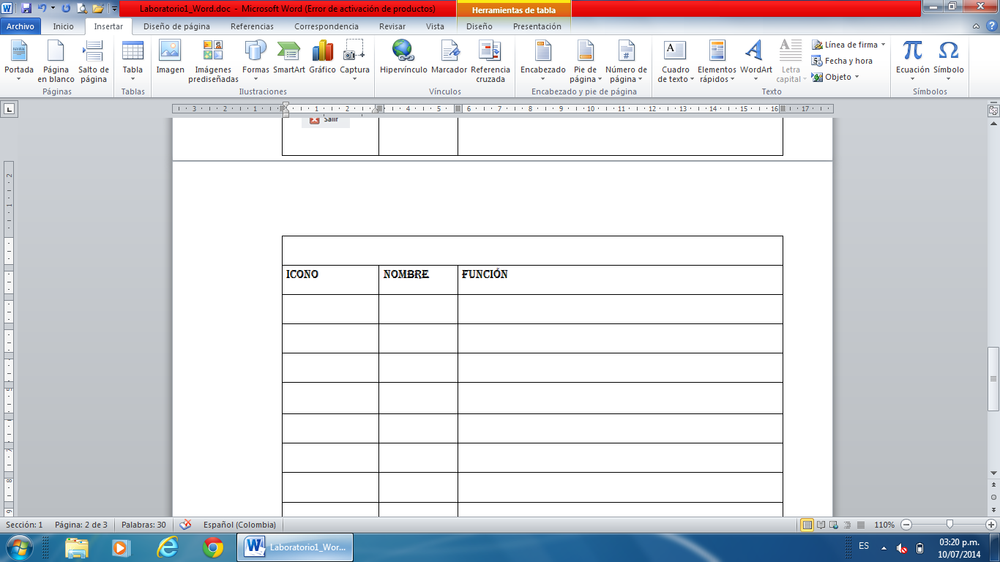 Laboratorio1_Word.doc - Microsoft Word (Error de activación de productos)
Herramientas de tabla
Archivo Inicio Insertar Diseño de página Referencias Correspondencia Revisar Vista Diseño Presentación
Portada
Página en blanco
Salto de página
Páginas
Tabla
Tablas
Imagen
Imágenes prediseñadas
Formas
SmartArt
Gráfico
Captura
Ilustraciones
Hipervínculo
Marcador
Referencia cruzada
Vínculos
Encabezado
Pie de página
Número de página
Encabezado y pie de página
Cuadro de texto
Elementos rápidos
WordArt
Letra capital
Línea de firma
Fecha y hora
Objeto
Texto
Ecuación
Símbolo
Símbolos
3 2 1 1 2 4 5 6 7 8 9 10 11 12 13 14 15 16 17
Salir
ICONO NOMBRE FUNCIÓN
Sección: 1 Página: 2 de 3 Palabras: 30 Español (Colombia) 110%
Laboratorio1_Wor...
ES
03:20 p.m.
10/07/2014